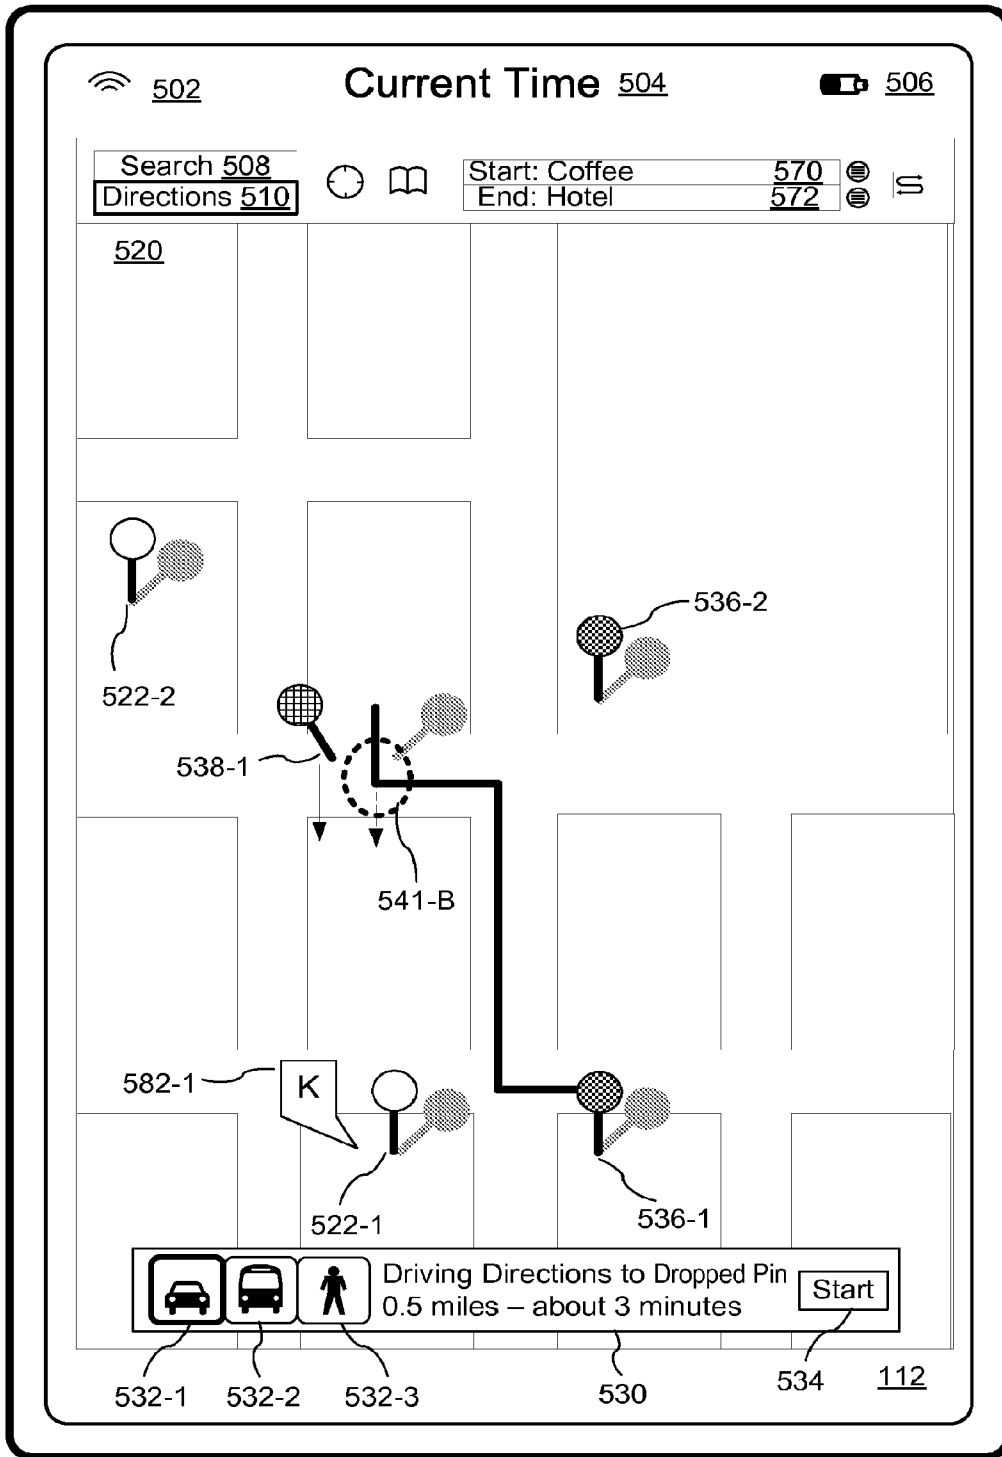 502
Current Time 504
506
Search 508
Directions 510
Start: Coffee 570
End: Hotel 572
520
536-2
522-2
538-1
541-B
582-1
K
522-1
536-1
Driving Directions to Dropped Pin
0.5 miles – about 3 minutes
Start
532-1
532-2
532-3
530
534
112